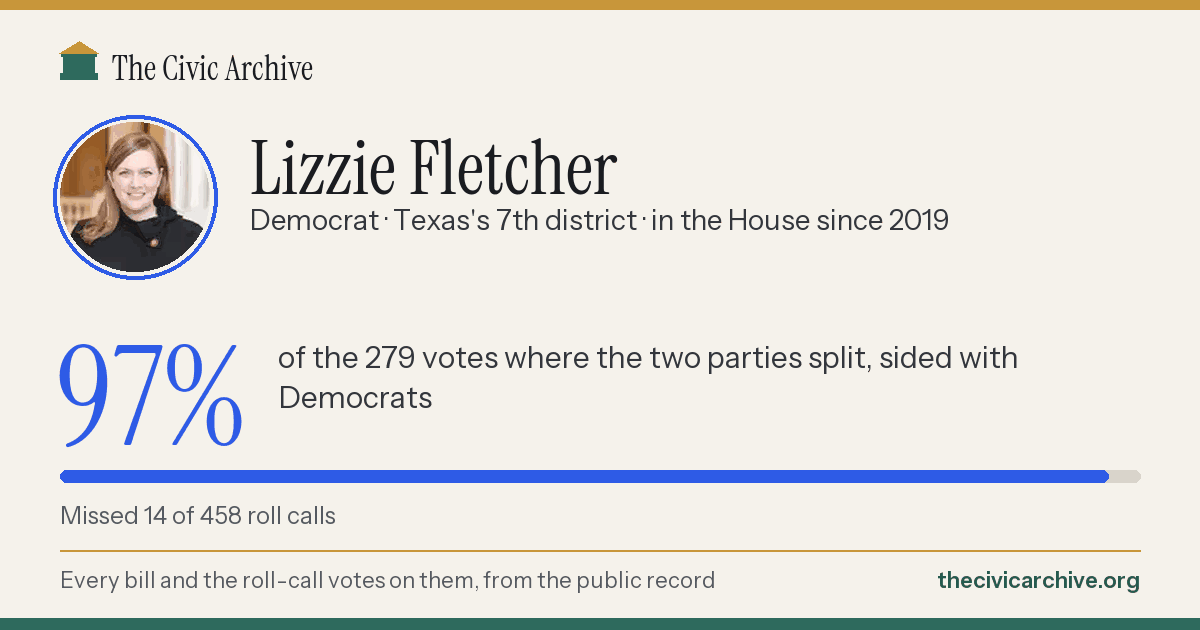 The Civic Archive
Lizzie Fletcher
Democrat · Texas's 7th district · in the House since 2019
97%
of the 279 votes where the two parties split, sided with
Democrats
Missed 14 of 458 roll calls
Every bill and the roll-call votes on them, from the public record
thecivicarchive.org